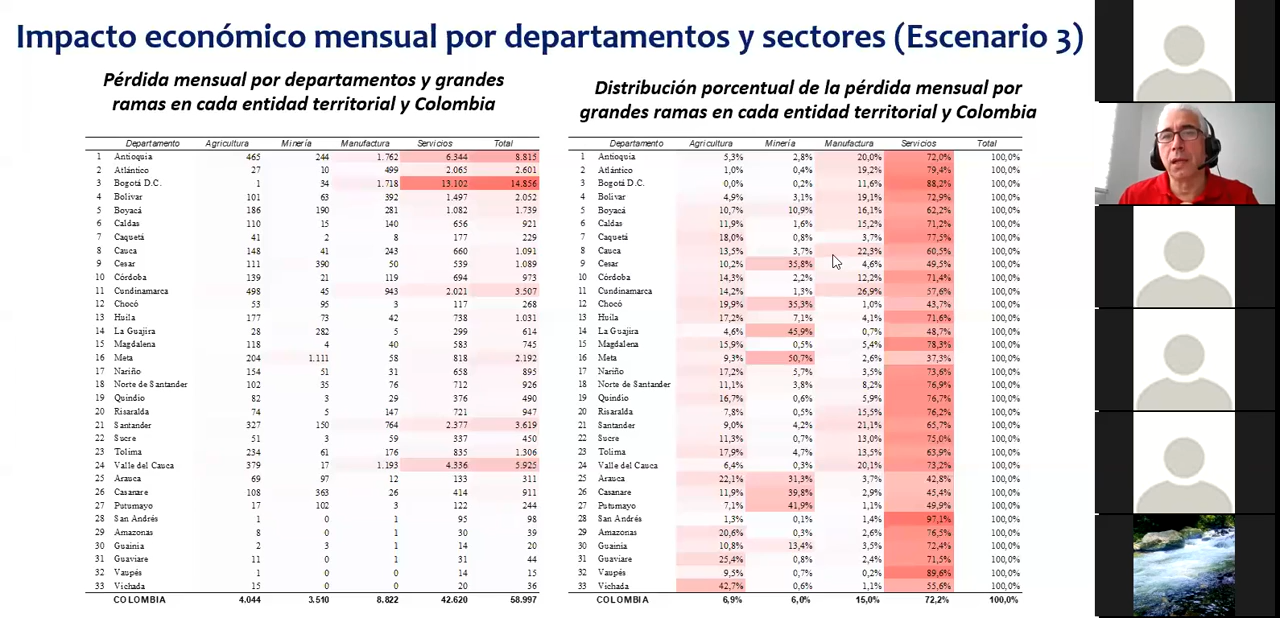 Impacto económico mensual por departamentos y sectores (Escenario 3)
Pérdida mensual por departamentos y grandes
ramas en cada entidad territorial y Colombia
Departamento Agricultura Minería Manufactura Servicios Total
1 Antioquia 465 244 1.762 6.344 8.815
2 Atlántico 27 10 499 2.065 2.601
3 Bogotá D.C. 1 34 1.718 13.102 14.856
4 Bolívar 101 63 392 1.497 2.052
5 Boyacá 186 190 281 1.082 1.739
6 Caldas 110 15 140 656 921
7 Caquetá 41 2 8 177 229
8 Cauca 148 41 243 660 1.091
9 Cesar 111 390 50 539 1.089
10 Córdoba 139 21 119 694 973
11 Cundinamarca 498 45 943 2.021 3.507
12 Chocó 53 95 3 117 268
13 Huila 177 73 42 738 1.031
14 La Guajira 28 282 5 299 614
15 Magdalena 118 4 40 583 745
16 Meta 204 1.111 58 818 2.192
17 Nariño 154 51 31 658 895
18 Norte de Santander 102 35 76 712 926
19 Quindío 82 3 29 376 490
20 Risaralda 74 5 147 721 947
21 Santander 327 150 764 2.377 3.619
22 Sucre 51 3 59 337 450
23 Tolima 234 61 176 835 1.306
24 Valle del Cauca 379 17 1.193 4.336 5.925
25 Arauca 69 97 12 133 311
26 Casanare 108 363 26 414 911
27 Putumayo 17 102 3 122 244
28 San Andrés 1 0 1 95 98
29 Amazonas 8 0 1 30 39
30 Guainía 2 3 1 14 20
31 Guaviare 11 0 1 31 44
32 Vaupés 1 0 0 14 15
33 Vichada 15 0 0 20 36
COLOMBIA 4.044 3.510 8.822 42.620 58.997
Distribución porcentual de la pérdida mensual por
grandes ramas en cada entidad territorial y Colombia
Departamento Agricultura Minería Manufactura Servicios Total
1 Antioquia 5,3% 2,8% 20,0% 72,0% 100,0%
2 Atlántico 1,0% 0,4% 19,2% 79,4% 100,0%
3 Bogotá D.C. 0,0% 0,2% 11,6% 88,2% 100,0%
4 Bolívar 4,9% 3,1% 19,1% 72,9% 100,0%
5 Boyacá 10,7% 10,9% 16,1% 62,2% 100,0%
6 Caldas 11,9% 1,6% 15,2% 71,2% 100,0%
7 Caquetá 18,0% 0,8% 3,7% 77,5% 100,0%
8 Cauca 13,5% 3,7% 22,3% 60,5% 100,0%
9 Cesar 10,2% 35,8% 4,6% 49,5% 100,0%
10 Córdoba 14,3% 2,2% 12,2% 71,4% 100,0%
11 Cundinamarca 14,2% 1,3% 26,9% 57,6% 100,0%
12 Chocó 19,9% 35,3% 1,0% 43,7% 100,0%
13 Huila 17,2% 7,1% 4,1% 71,6% 100,0%
14 La Guajira 4,6% 45,9% 0,7% 48,7% 100,0%
15 Magdalena 15,9% 0,5% 5,4% 78,3% 100,0%
16 Meta 9,3% 50,7% 2,6% 37,3% 100,0%
17 Nariño 17,2% 5,7% 3,5% 73,6% 100,0%
18 Norte de Santander 11,1% 3,8% 8,2% 76,9% 100,0%
19 Quindío 16,7% 0,6% 5,9% 76,7% 100,0%
20 Risaralda 7,8% 0,5% 15,5% 76,2% 100,0%
21 Santander 9,0% 4,2% 21,1% 65,7% 100,0%
22 Sucre 11,3% 0,7% 13,0% 75,0% 100,0%
23 Tolima 17,9% 4,7% 13,5% 63,9% 100,0%
24 Valle del Cauca 6,4% 0,3% 20,1% 73,2% 100,0%
25 Arauca 22,1% 31,3% 3,7% 42,8% 100,0%
26 Casanare 11,9% 39,8% 2,9% 45,4% 100,0%
27 Putumayo 7,1% 41,9% 1,1% 49,9% 100,0%
28 San Andrés 1,3% 0,1% 1,4% 97,1% 100,0%
29 Amazonas 20,6% 0,3% 2,6% 76,5% 100,0%
30 Guainía 10,8% 13,4% 3,5% 72,4% 100,0%
31 Guaviare 25,4% 0,8% 2,4% 71,5% 100,0%
32 Vaupés 9,5% 0,7% 0,2% 89,6% 100,0%
33 Vichada 42,7% 0,6% 1,1% 55,6% 100,0%
COLOMBIA 6,9% 6,0% 15,0% 72,2% 100,0%